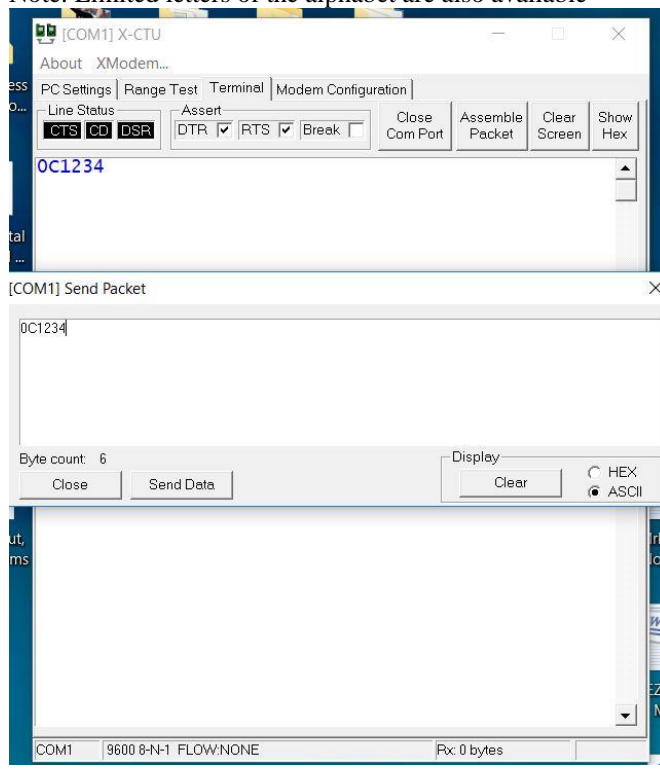 Note: Limited letters of the alphabet are also available
[COM1] X-CTU
About XModem...
PC Settings Range Test Terminal Modem Configuration
Line Status Assert
CTS CD DSR DTR RTS Break Close Com Port Assemble Packet Clear Screen Show Hex
0C1234
[COM1] Send Packet
0C1234
Byte count: 6 Display
Close Send Data Clear HEX
ASCII
COM1 9600 8-N-1 FLOW:NONE Rx: 0 bytes